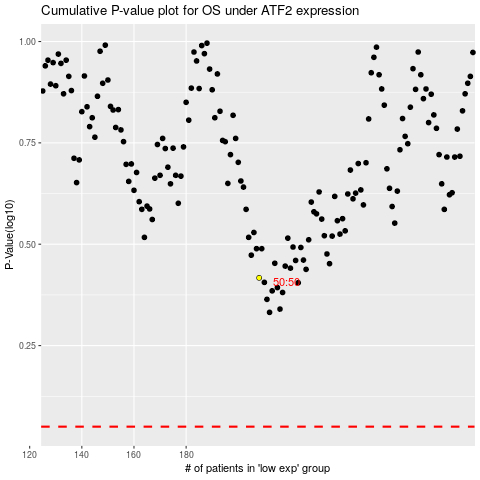 Cumulative P-value plot for OS under ATF2 expression
1.00
0.75
0.50
0.25
P-Value(log10)
50:50
120 140 160 180
# of patients in 'low exp' group